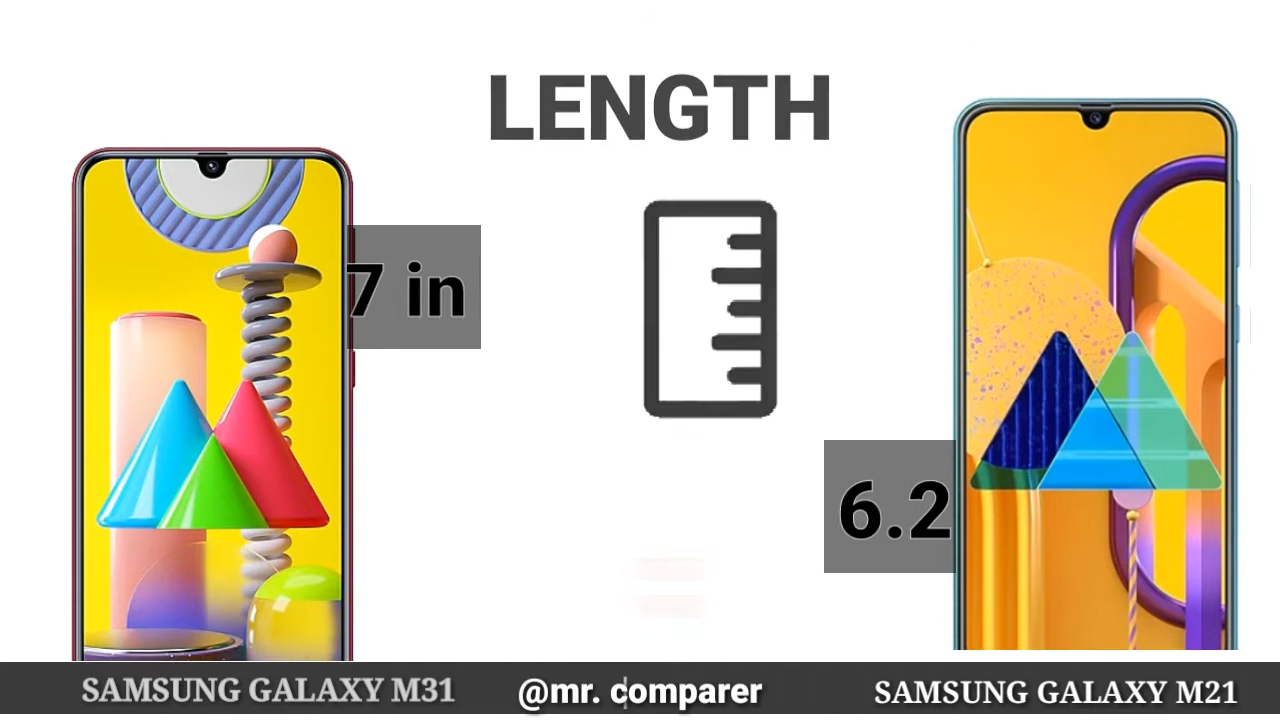 LENGTH
7 in
6.2
SAMSUNG GALAXY M31
@mr. comparer
SAMSUNG GALAXY M21